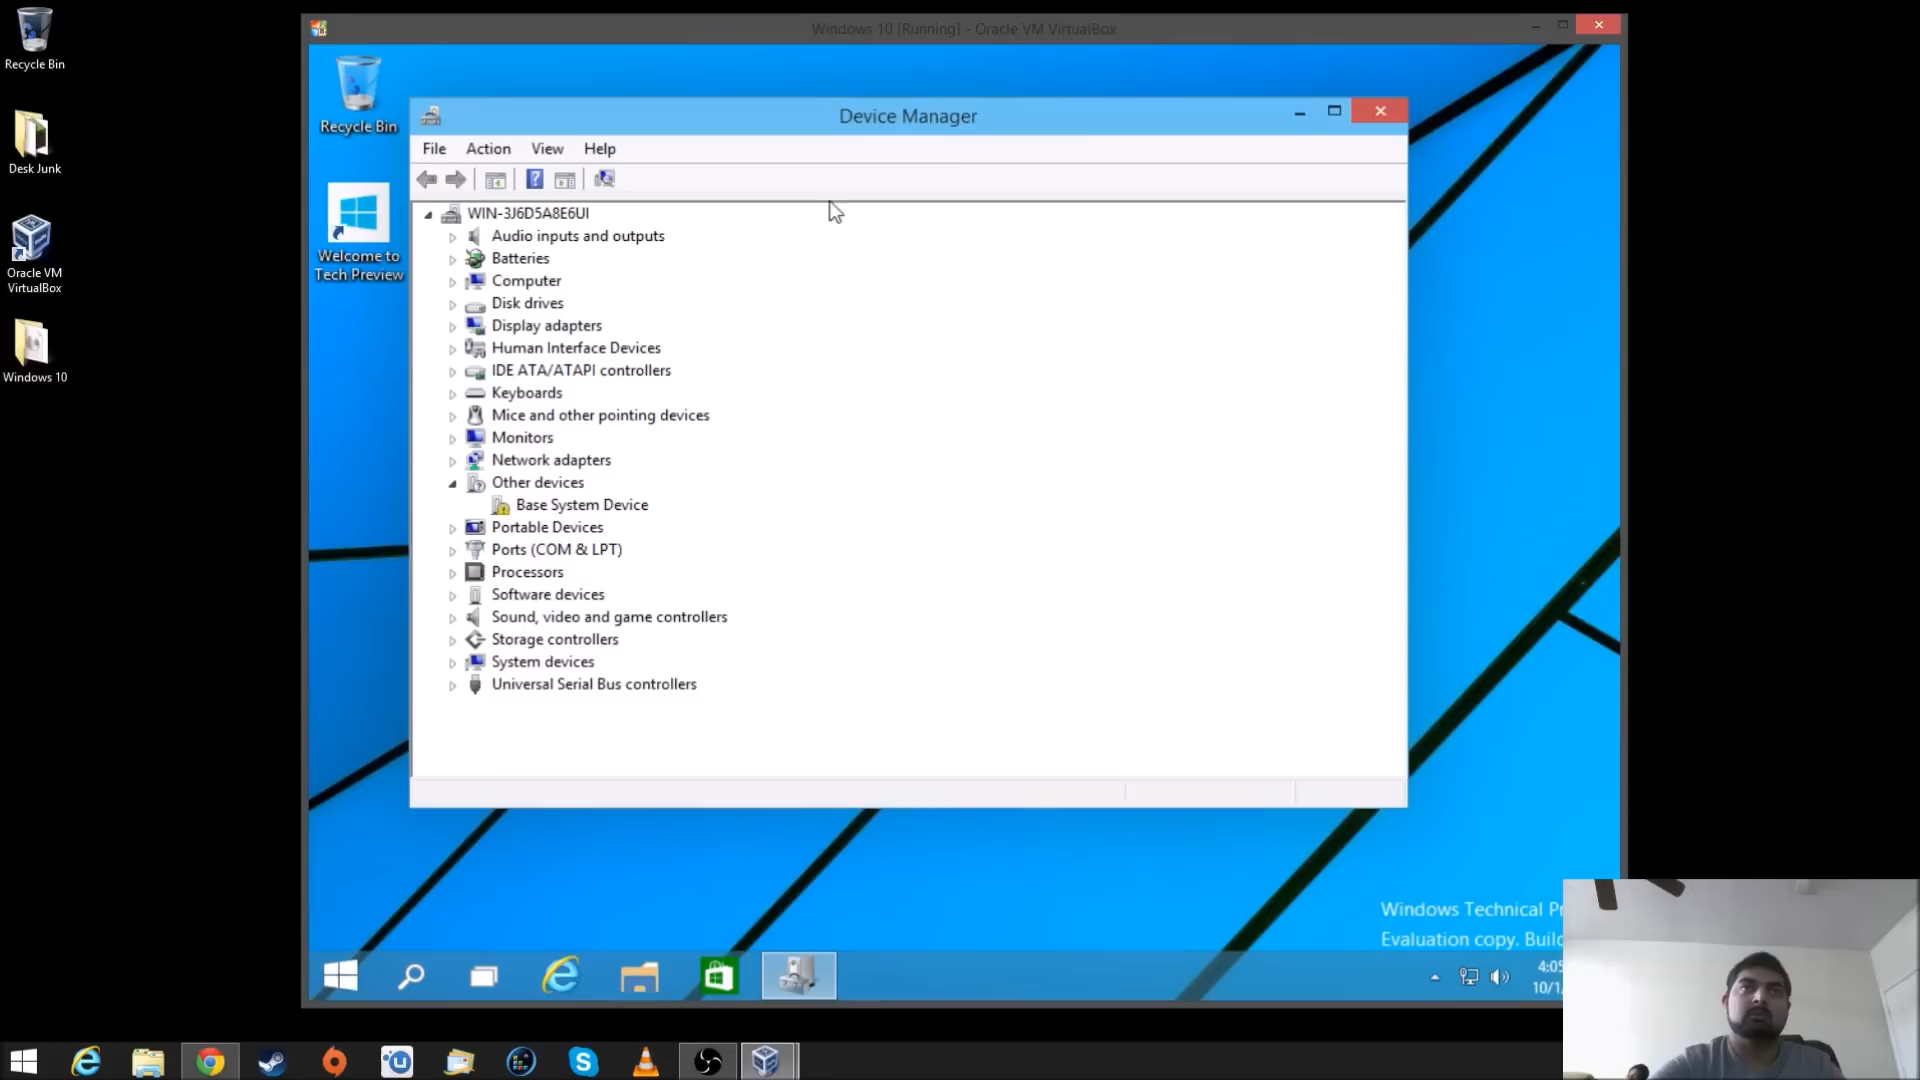 Windows 10 [Running] - Oracle VM VirtualBox
Recycle Bin
Desk Junk
Oracle VM
VirtualBox
Windows 10
Recycle Bin
Welcome to
Tech Preview
Device Manager
File Action View Help
WIN-3J6D5A8E6UI
Audio inputs and outputs
Batteries
Computer
Disk drives
Display adapters
Human Interface Devices
IDE ATA/ATAPI controllers
Keyboards
Mice and other pointing devices
Monitors
Network adapters
Other devices
Base System Device
Portable Devices
Ports (COM & LPT)
Processors
Software devices
Sound, video and game controllers
Storage controllers
System devices
Universal Serial Bus controllers
Windows Technical Pr
Evaluation copy. Build
4:05
10/1/